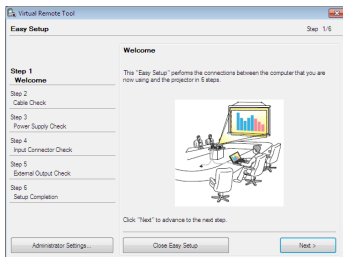 Virtual Remote Tool
Easy Setup
Step 1/6
Step 1
Welcome
Step 2
Cable Check
Step 3
Power Supply Check
Step 4
Input Connector Check
Step 5
External Output Check
Step 6
Setup Completion
Welcome
This "Easy Setup" performs the connections between the computer that you are
now using and the projector in 6 steps.
Click "Next" to advance to the next step.
Administrator Settings...
Close Easy Setup
Next >